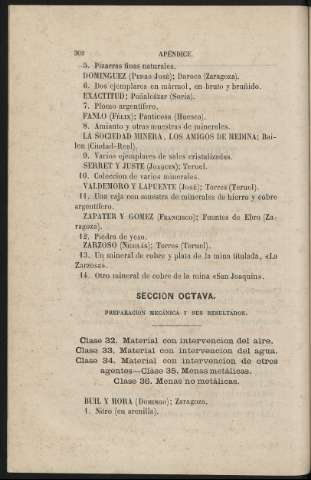 302 APÉNDICE.
5. Pizarras finas naturales.
DOMINGUEZ (PEDRO JOSÉ); Daroca (Zaragoza).
6. Dos ejemplares en mármol, en bruto y bruñido.
EXACTITUD; Peñalcázar (Soria).
7. Plomo argentífero.
FANLO (FÉLIX); Panticosa (Huesca).
8. Amianto y otras muestras de minerales.
LA SOCIEDAD MINERA, LOS AMIGOS DE MEDINA; Bai-
len (Ciudad-Real).
9. Varios ejemplares de sales cristalizadas.
SERRET Y JUSTE (JOAQUIN); Teruel.
10. Coleccion de varios minerales.
VALDEMORO Y LAPUENTE (JOSÉ); Torres (Teruel).
11. Una caja con muestra de minerales de hierro y cobre
argentífero.
ZAPATER Y GOMEZ (FRANCISCO); Fuentes de Ebro (Za-
ragoza).
12. Piedra de yeso.
ZARZOSO (NICOLÁS); Torres (Teruel).
13. Un mineral de cobre y plata de la mina titulada, «La
Zarzosa».
14. Otro mineral de cobre de la mina «San Joaquin».
SECCION OCTAVA.
PREPARACION MECÁNICA Y SUS RESULTADOS.
Clase 32. Material con intervencion del aire.
Clase 33. Material con intervencion del agua.
Clase 34. Material con intervencion de otros
agentes—Clase 35. Menas metálicas.
Clase 36. Menas no metálicas.
BUIL Y HORA (DOMINGO); Zaragoza.
1. Nitro (en arenilla).